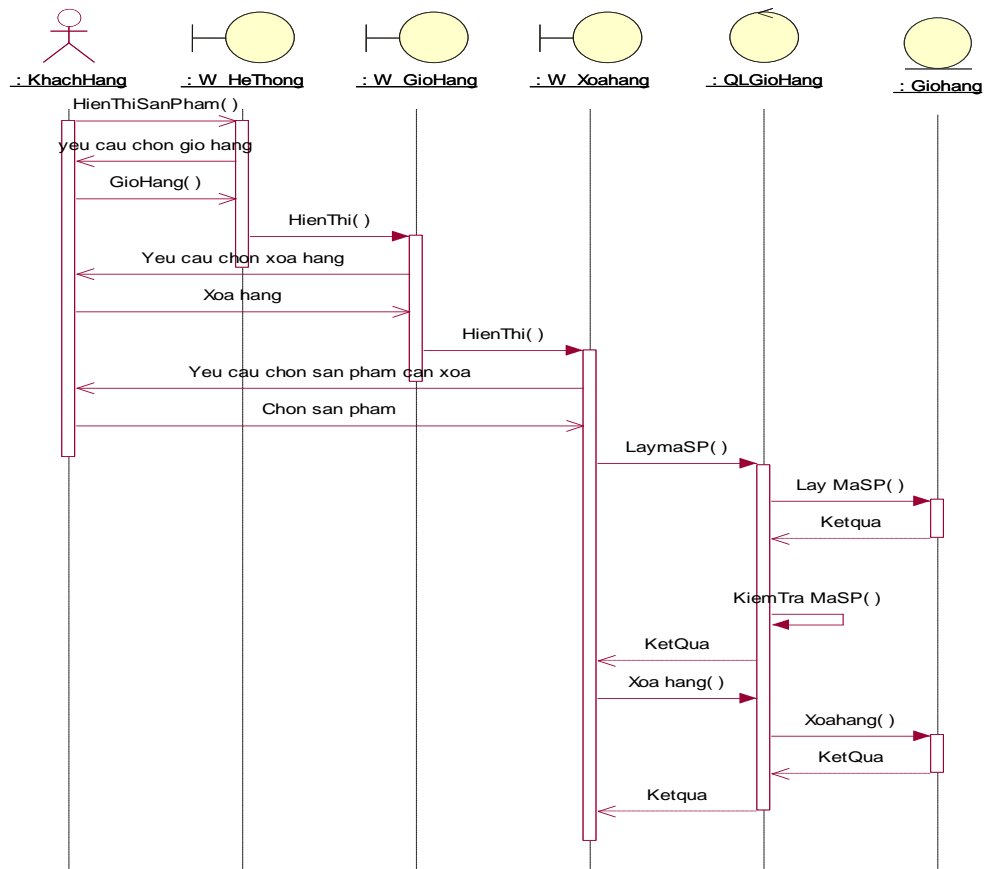 : KhachHang
: W_HeThong
: W_GioHang
: W_Xoahang
: QLGioHang
: Giohang
HienThiSanPham( )
yeu cau chon gio hang
GioHang( )
HienThi( )
Yeu cau chon xoa hang
Xoa hang
HienThi( )
Yeu cau chon san pham can xoa
Chon san pham
LaymaSP( )
Lay MaSP( )
Ketqua
KiemTra MaSP( )
KetQua
Xoa hang( )
Xoahang( )
KetQua
Ketqua